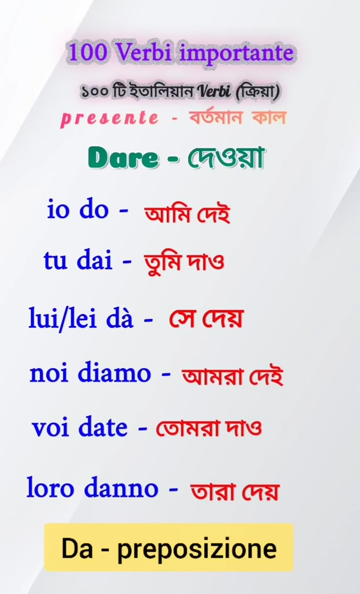 100 Verbi importante
১০০ টি ইতালিয়ান Verbi (ক্রিয়া)
presente - বর্তমান কাল
Dare - দেওয়া
io do - আমি দেই
tu dai - তুমি দাও
lui/lei dà - সে দেয়
noi diamo - আমরা দেই
voi date - তোমরা দাও
loro danno - তারা দেয়
Da - preposizione